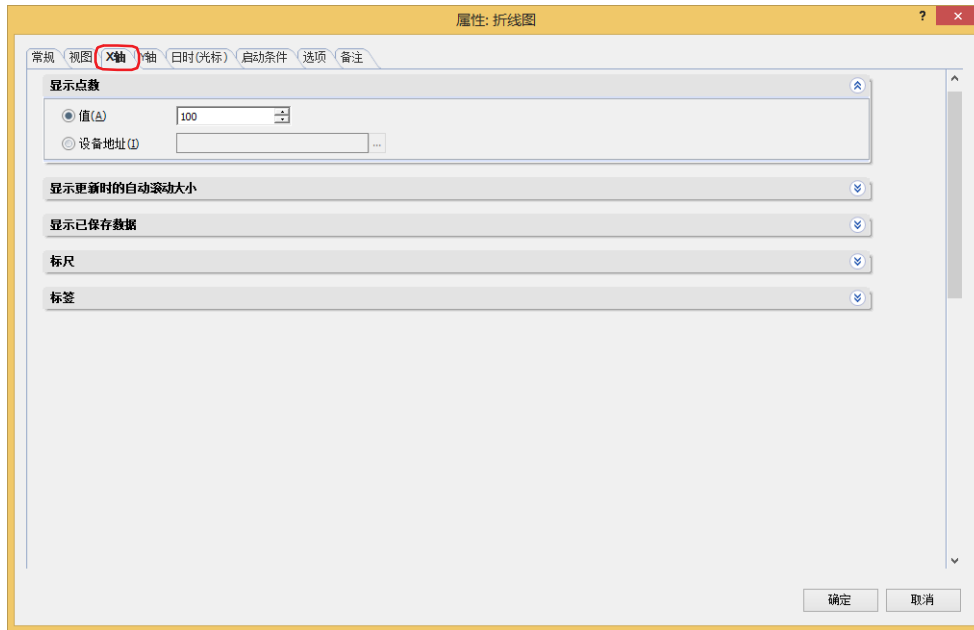 属性: 折线图
常规 视图 X轴 Y轴 日时(光标) 启动条件 选项 备注
显示点数
值(A) 100
设备地址(I) ...
显示更新时的自动滚动大小
显示已保存数据
标尺
标签
确定 取消